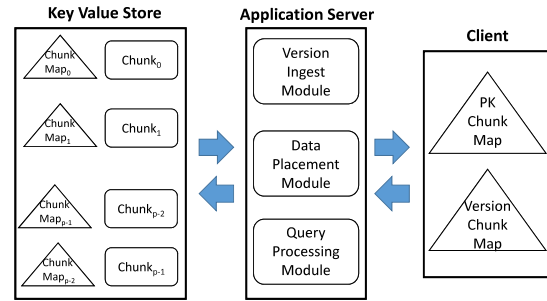 Key Value Store
Chunk
Map0
Chunk0
Chunk
Map1
Chunk1
Chunk
Mapp-1
Chunkp-2
Chunk
Mapp-2
Chunkp-1
Application Server
Version
Ingest
Module
Data
Placement
Module
Query
Processing
Module
Client
PK
Chunk
Map
Version
Chunk
Map